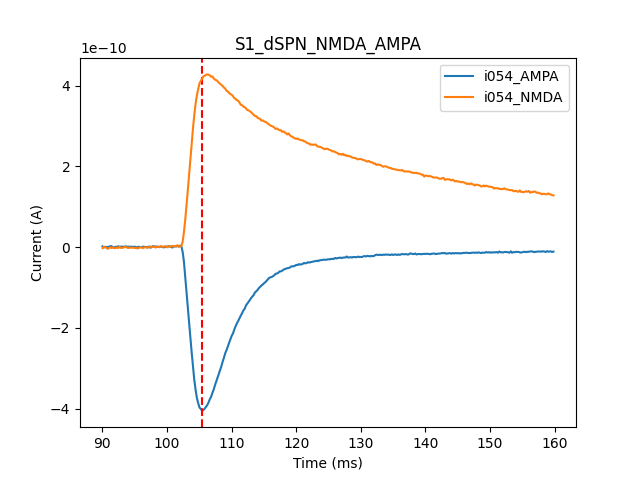 S1_dSPN_NMDA_AMPA
1e−10
i054_AMPA
i054_NMDA
4
2
0
−2
−4
Current (A)
90 100 110 120 130 140 150 160
Time (ms)